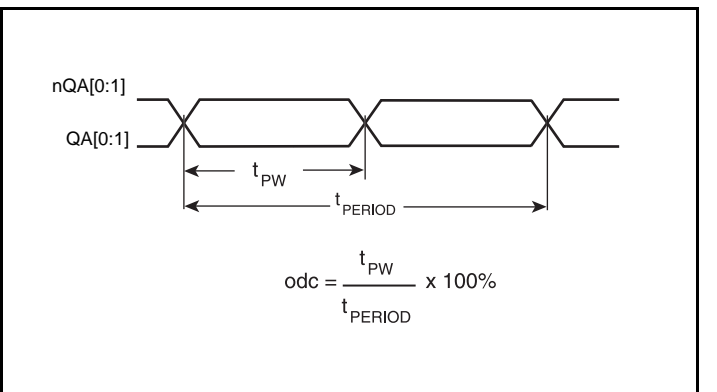 nQA[0:1]
QA[0:1]
tPW
tPERIOD
odc = tPW / tPERIOD x 100%